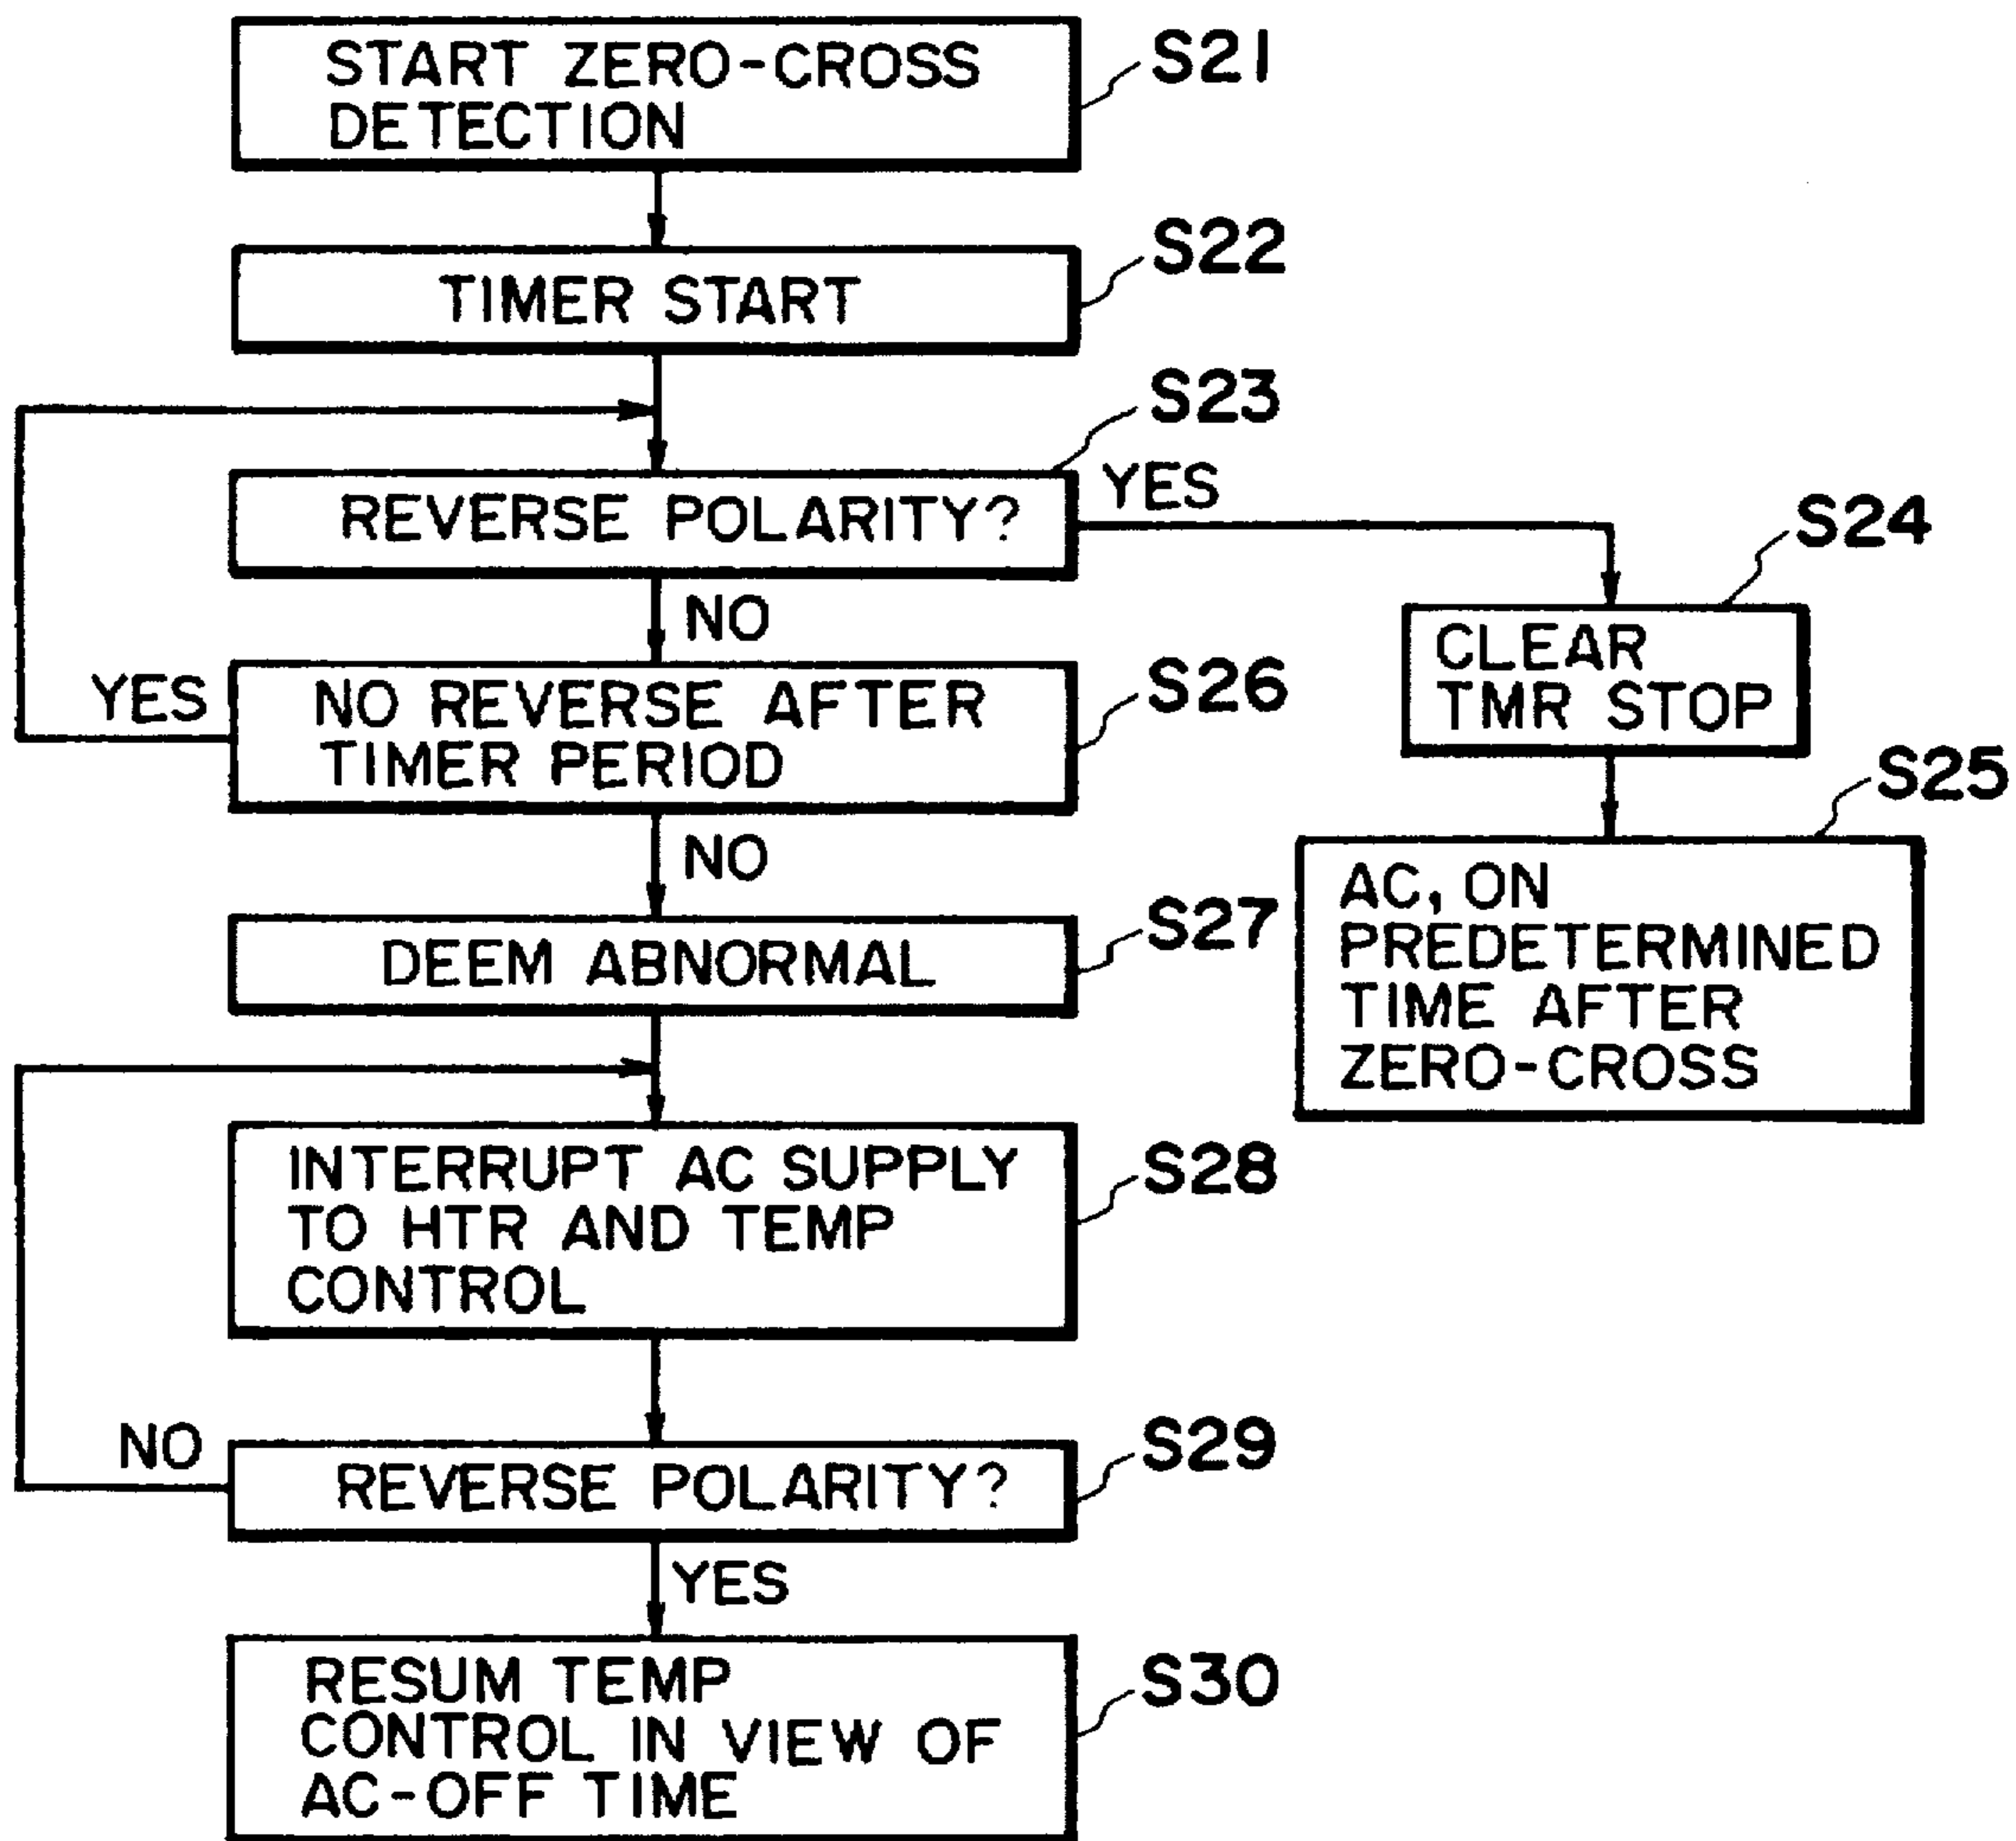 START ZERO-CROSS
DETECTION
S21
TIMER START
S22
REVERSE POLARITY?
S23
YES
NO
CLEAR
TMR STOP
S24
AC, ON
PREDETERMINED
TIME AFTER
ZERO-CROSS
S25
NO REVERSE AFTER
TIMER PERIOD
S26
YES
NO
DEEM ABNORMAL
S27
INTERRUPT AC SUPPLY
TO HTR AND TEMP
CONTROL
S28
REVERSE POLARITY?
S29
NO
YES
RESUM TEMP
CONTROL IN VIEW OF
AC-OFF TIME
S30